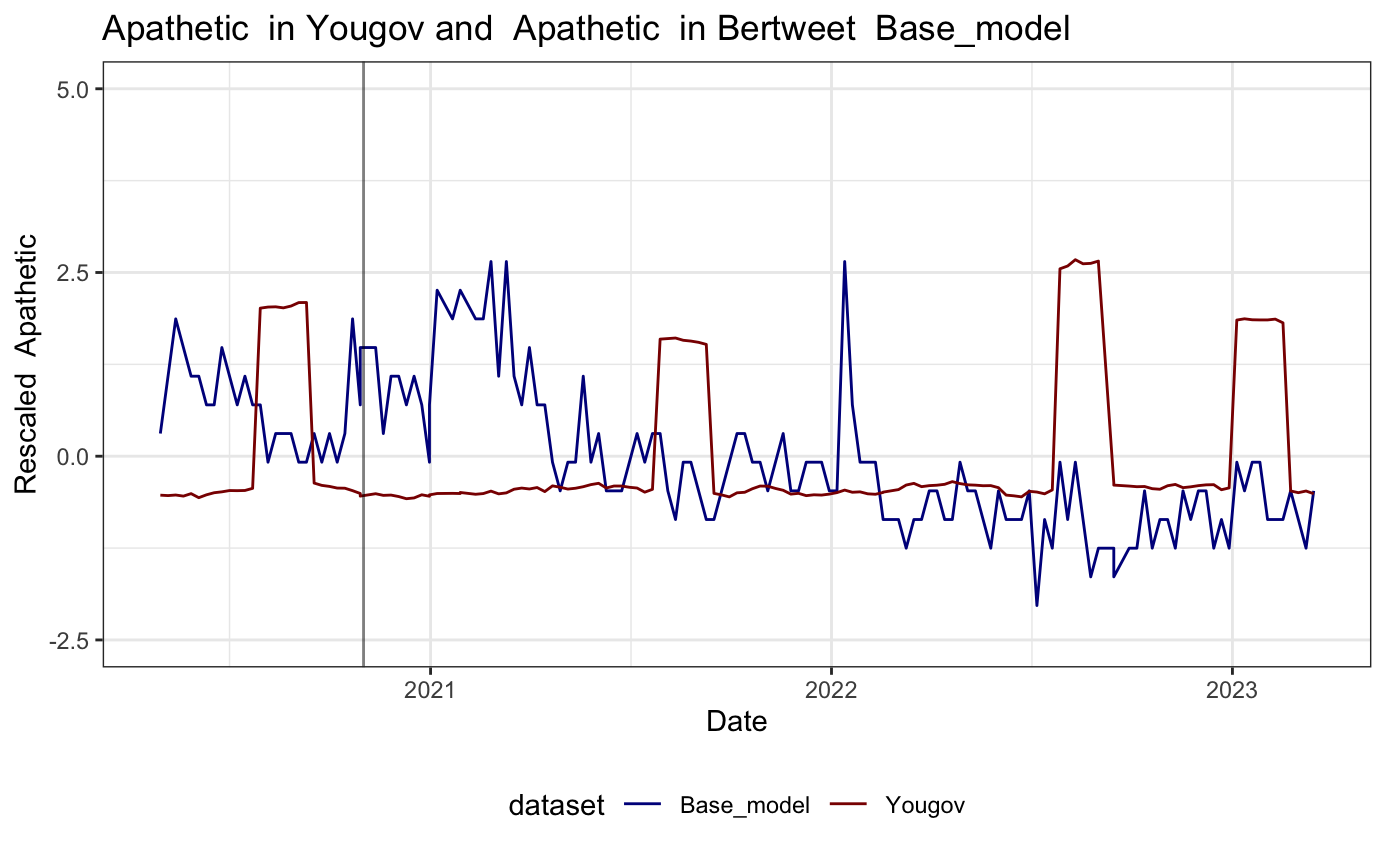 Apathetic  in Yougov and  Apathetic  in Bertweet  Base_model
5.0
2.5
0.0
-2.5
Rescaled  Apathetic
2021 2022 2023
Date
dataset Base_model Yougov